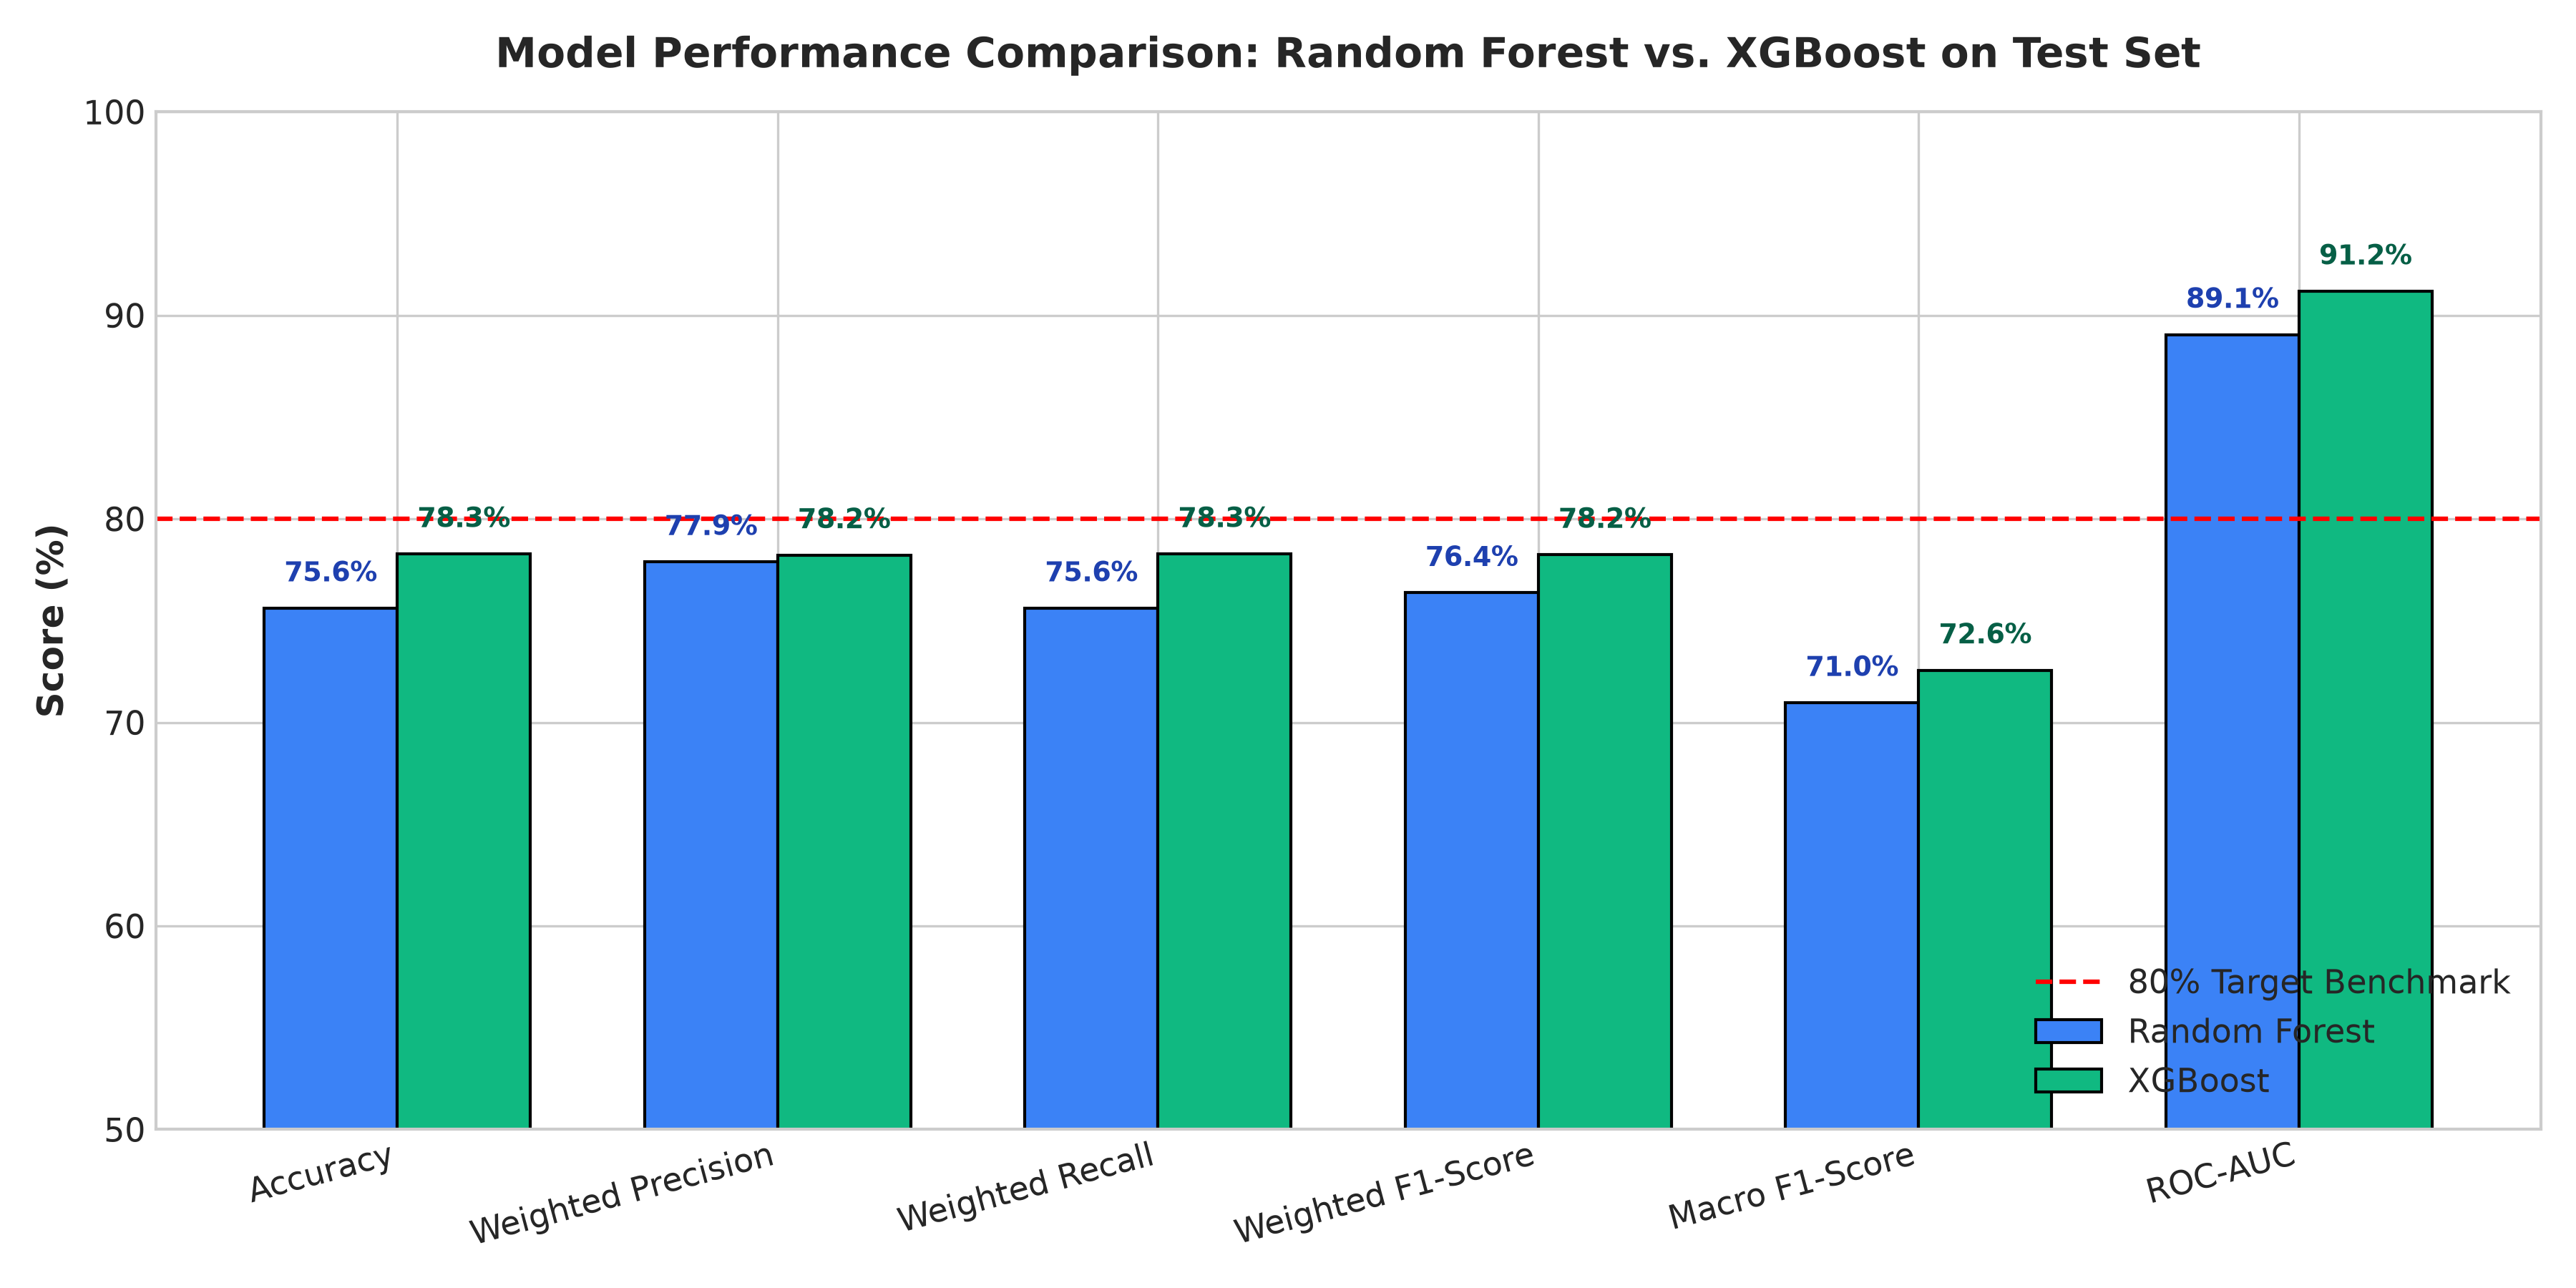 Model Performance Comparison: Random Forest vs. XGBoost on Test Set
Score (%)
100
90
80
70
60
50
75.6%
78.3%
77.9%
78.2%
75.6%
78.3%
76.4%
78.2%
71.0%
72.6%
89.1%
91.2%
80% Target Benchmark
Random Forest
XGBoost
Accuracy
Weighted Precision
Weighted Recall
Weighted F1-Score
Macro F1-Score
ROC-AUC